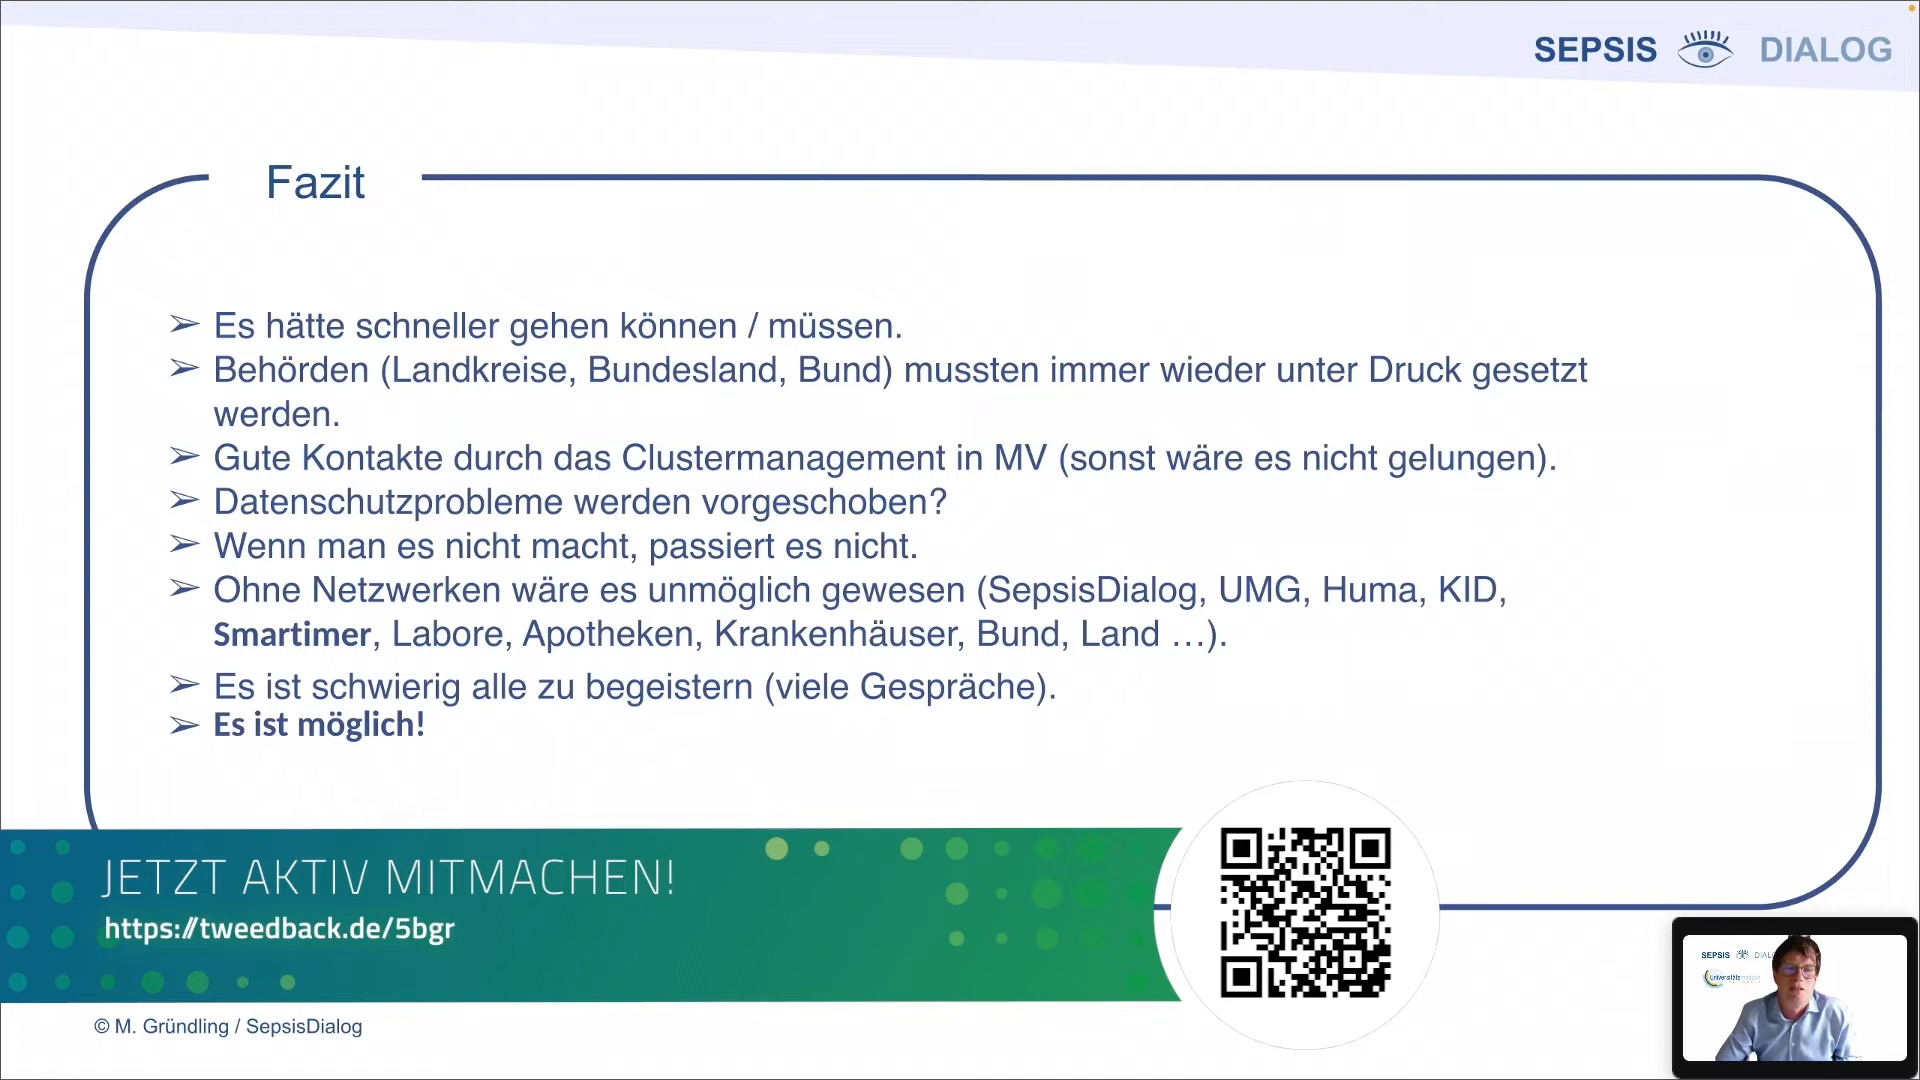 SEPSIS DIALOG
Fazit
➢ Es hätte schneller gehen können / müssen.
➢ Behörden (Landkreise, Bundesland, Bund) mussten immer wieder unter Druck gesetzt
werden.
➢ Gute Kontakte durch das Clustermanagement in MV (sonst wäre es nicht gelungen).
➢ Datenschutzprobleme werden vorgeschoben?
➢ Wenn man es nicht macht, passiert es nicht.
➢ Ohne Netzwerken wäre es unmöglich gewesen (SepsisDialog, UMG, Huma, KID,
Smartimer, Labore, Apotheken, Krankenhäuser, Bund, Land …).
➢ Es ist schwierig alle zu begeistern (viele Gespräche).
➢ Es ist möglich!
JETZT AKTIV MITMACHEN!
https://tweedback.de/5bgr
© M. Gründling / SepsisDialog
SEPSIS